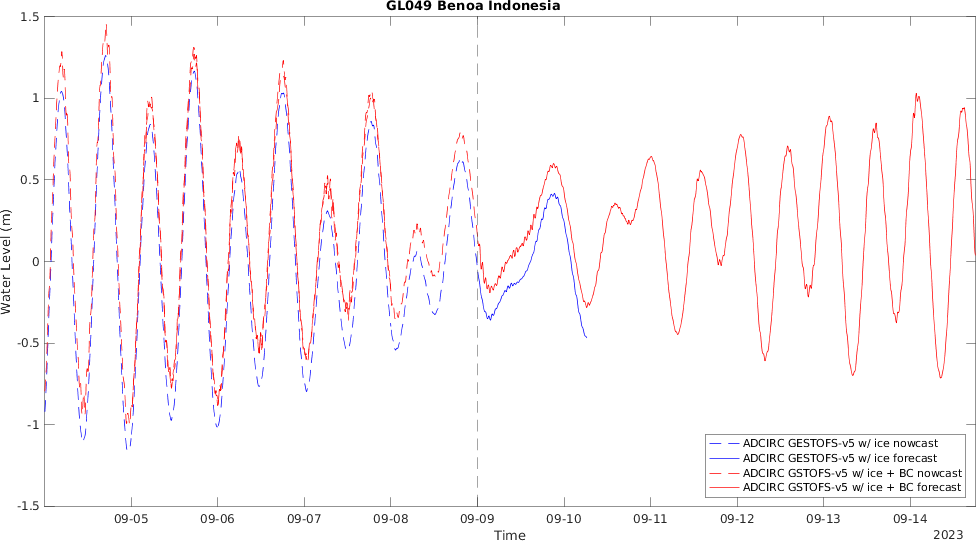 GL049 Benoa Indonesia
1.5
1
0.5
0
-0.5
-1
-1.5
Water Level (m)
ADCIRC GESTOFS-v5 w/ ice nowcast
ADCIRC GESTOFS-v5 w/ ice forecast
ADCIRC GSTOFS-v5 w/ ice + BC nowcast
ADCIRC GSTOFS-v5 w/ ice + BC forecast
09-05 09-06 09-07 09-08 09-09 09-10 09-11 09-12 09-13 09-14
Time
2023